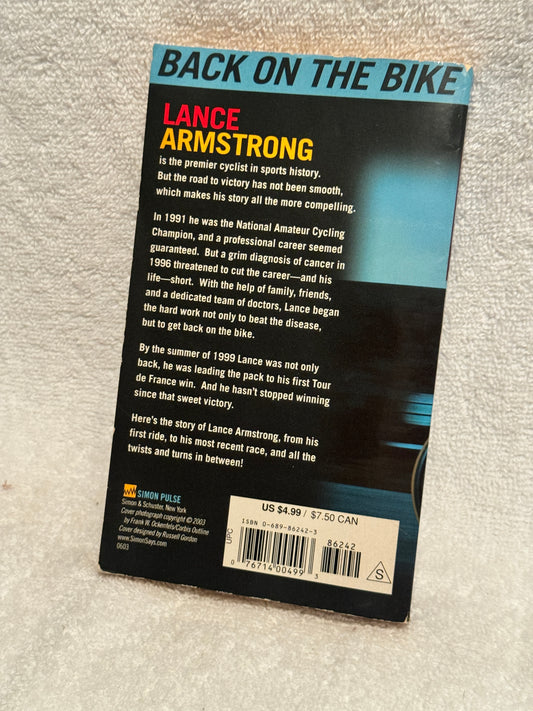 BACK ON THE BIKE
LANCE
ARMSTRONG
is the premier cyclist in sports history.
But the road to victory has not been smooth,
which makes his story all the more compelling.
In 1991 he was the National Amateur Cycling
Champion, and a professional career seemed
guaranteed. But a grim diagnosis of cancer in
1996 threatened to cut the career—and his
life—short. With the help of family, friends,
and a dedicated team of doctors, Lance began
the hard work not only to beat the disease,
but to get back on the bike.
By the summer of 1999 Lance was not only
back, he was leading the pack to his first Tour
de France win. And he hasn't stopped winning
since that sweet victory.
Here's the story of Lance Armstrong, from his
first ride, to his most recent race, and all the
twists and turns in between!
SIMON PULSE
Simon & Schuster, New York
Cover photograph copyright © 2003
by Frank W. Ockenfels/Corbis Outline
Cover designed by Russell Gordon
www.SimonSays.com
0603
US $4.99 / $7.50 CAN
ISBN 0-689-86242-3
86242
UPC
0 76714 00499 3
S